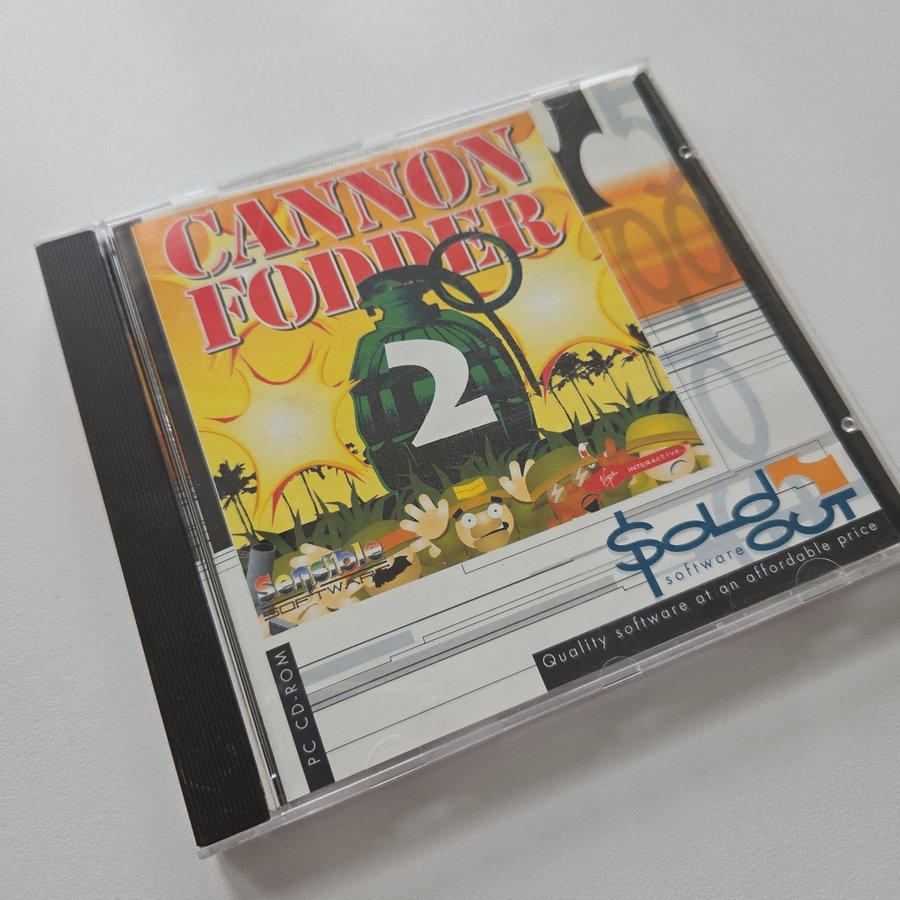 CANNON
FODDER
2
Virgin INTERACTIVE
Sensible
SOFTWARE
$OLD
OUT
software
Quality software at an affordable price
PC CD-ROM